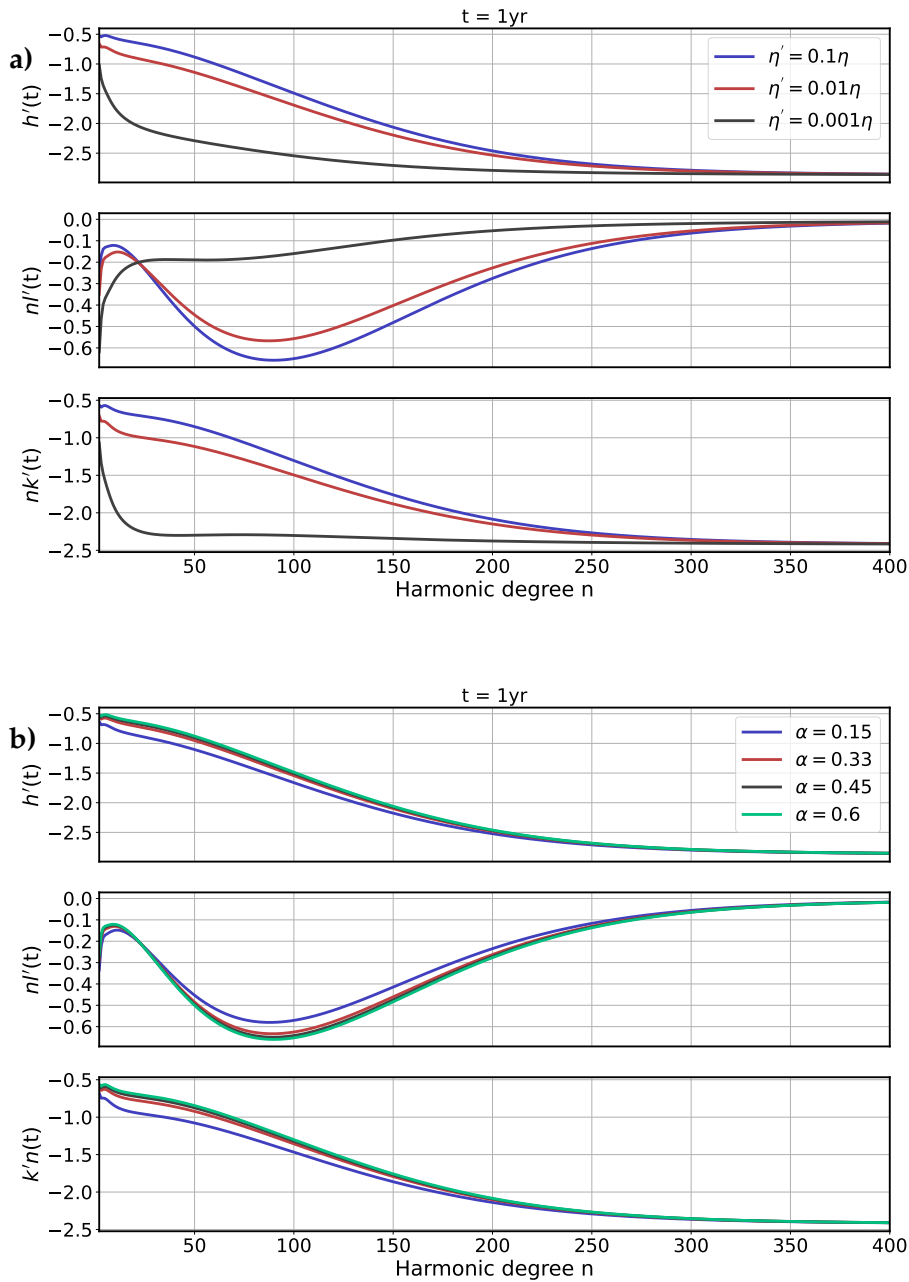 t = 1yr
a)
−0.5
−1.0
−1.5
−2.0
−2.5
h′(t)
η′ = 0.1η
η′ = 0.01η
η′ = 0.001η
0.0
−0.1
−0.2
−0.3
−0.4
−0.5
−0.6
nl′(t)
−0.5
−1.0
−1.5
−2.0
−2.5
nk′(t)
50 100 150 200 250 300 350 400
Harmonic degree n
t = 1yr
b)
−0.5
−1.0
−1.5
−2.0
−2.5
h′(t)
α = 0.15
α = 0.33
α = 0.45
α = 0.6
0.0
−0.1
−0.2
−0.3
−0.4
−0.5
−0.6
nl′(t)
−0.5
−1.0
−1.5
−2.0
−2.5
k′n(t)
50 100 150 200 250 300 350 400
Harmonic degree n